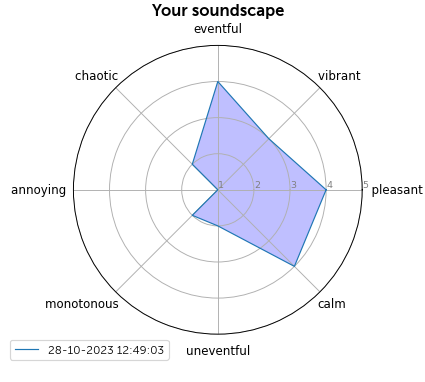 Your soundscape
eventful
chaotic
vibrant
annoying
1 2 3 4 5
pleasant
monotonous
calm
uneventful
28-10-2023 12:49:03